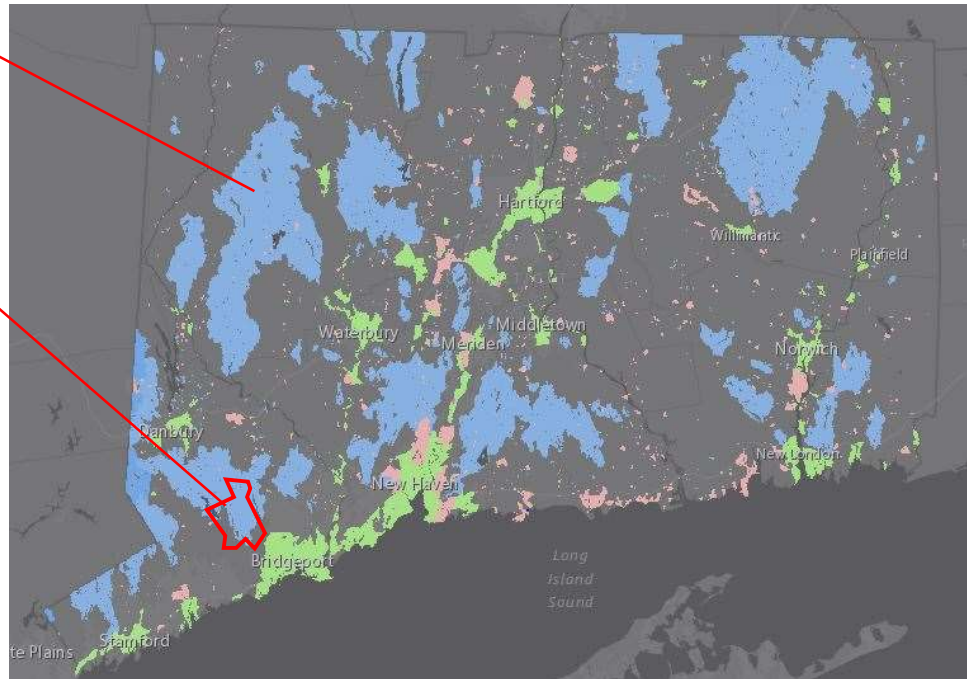 Hartford
Willimantic
Plainfield
Waterbury
Middletown
Meriden
Norwich
Danbury
New London
New Haven
Bridgeport
Long
Island
Sound
Stamford
te Plains